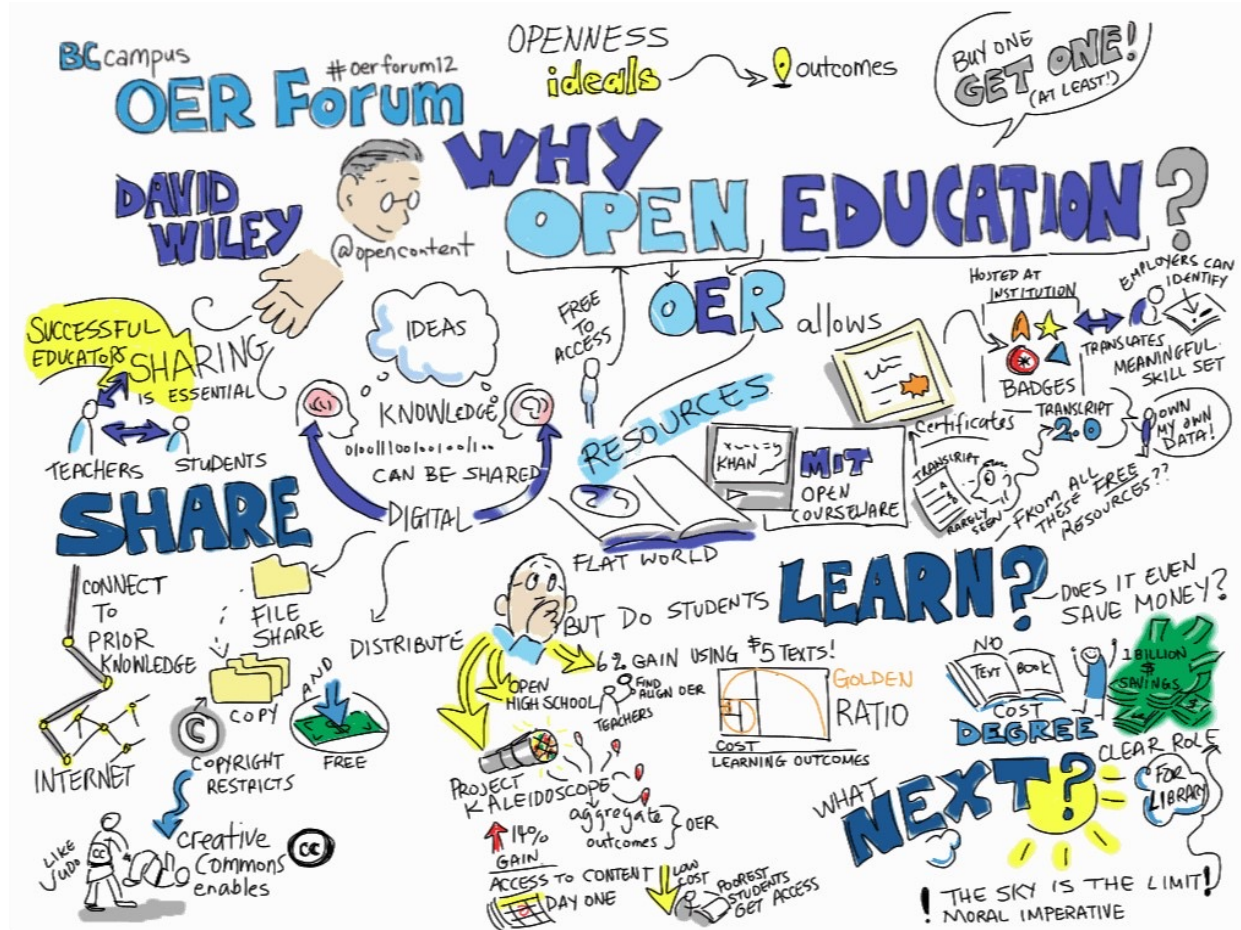 BCcampus
#oerforum12
OER Forum
DAVID
WILEY
@opencontent
OPENNESS
ideals
outcomes
BUY ONE
GET ONE!
(AT LEAST!)
WHY
OPEN EDUCATION?
SUCCESSFUL
EDUCATORS
SHARING
IS ESSENTIAL
TEACHERS
STUDENTS
IDEAS
KNOWLEDGE
CAN BE SHARED
DIGITAL
FREE
TO
ACCESS
OER
allows
RESOURCES
KHAN
MIT
OPEN
COURSEWARE
FLAT WORLD
Certificates
HOSTED AT
INSTITUTION
BADGES
EMPLOYERS CAN
IDENTIFY
TRANSLATES
MEANINGFUL
SKILL SET
TRANSCRIPT
2.0
OWN
MY OWN
DATA!
TRANSCRIPT
A
B
RARELY
SEEN
FROM ALL
THESE FREE
RESOURCES??
SHARE
CONNECT
TO
PRIOR
KNOWLEDGE
INTERNET
FILE
SHARE
COPY
C
COPYRIGHT
RESTRICTS
DISTRIBUTE
AND
FREE
LIKE
JUDO
CC
creative
commons
enables
CC
BUT DO STUDENTS
LEARN?
6% GAIN USING $5 TEXTS!
OPEN
HIGH SCHOOL
FIND
ALIGN OER
TEACHERS
GOLDEN
RATIO
COST
LEARNING OUTCOMES
PROJECT
KALEIDOSCOPE
aggregate
outcomes
OER
14%
GAIN
ACCESS TO CONTENT
DAY ONE
LOW
COST
POOREST
STUDENTS
GET ACCESS
DOES IT EVEN
SAVE MONEY?
NO
TEXT BOOK
COST
DEGREE
1 BILLION
$
SAVINGS
CLEAR ROLE
FOR
LIBRARY
WHAT
NEXT?
! THE SKY IS THE LIMIT!
MORAL IMPERATIVE